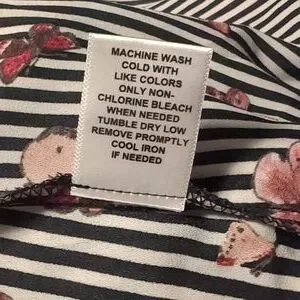 MACHINE WASH
COLD WITH
LIKE COLORS
ONLY NON-
CHLORINE BLEACH
WHEN NEEDED
TUMBLE DRY LOW
REMOVE PROMPTLY
COOL IRON
IF NEEDED